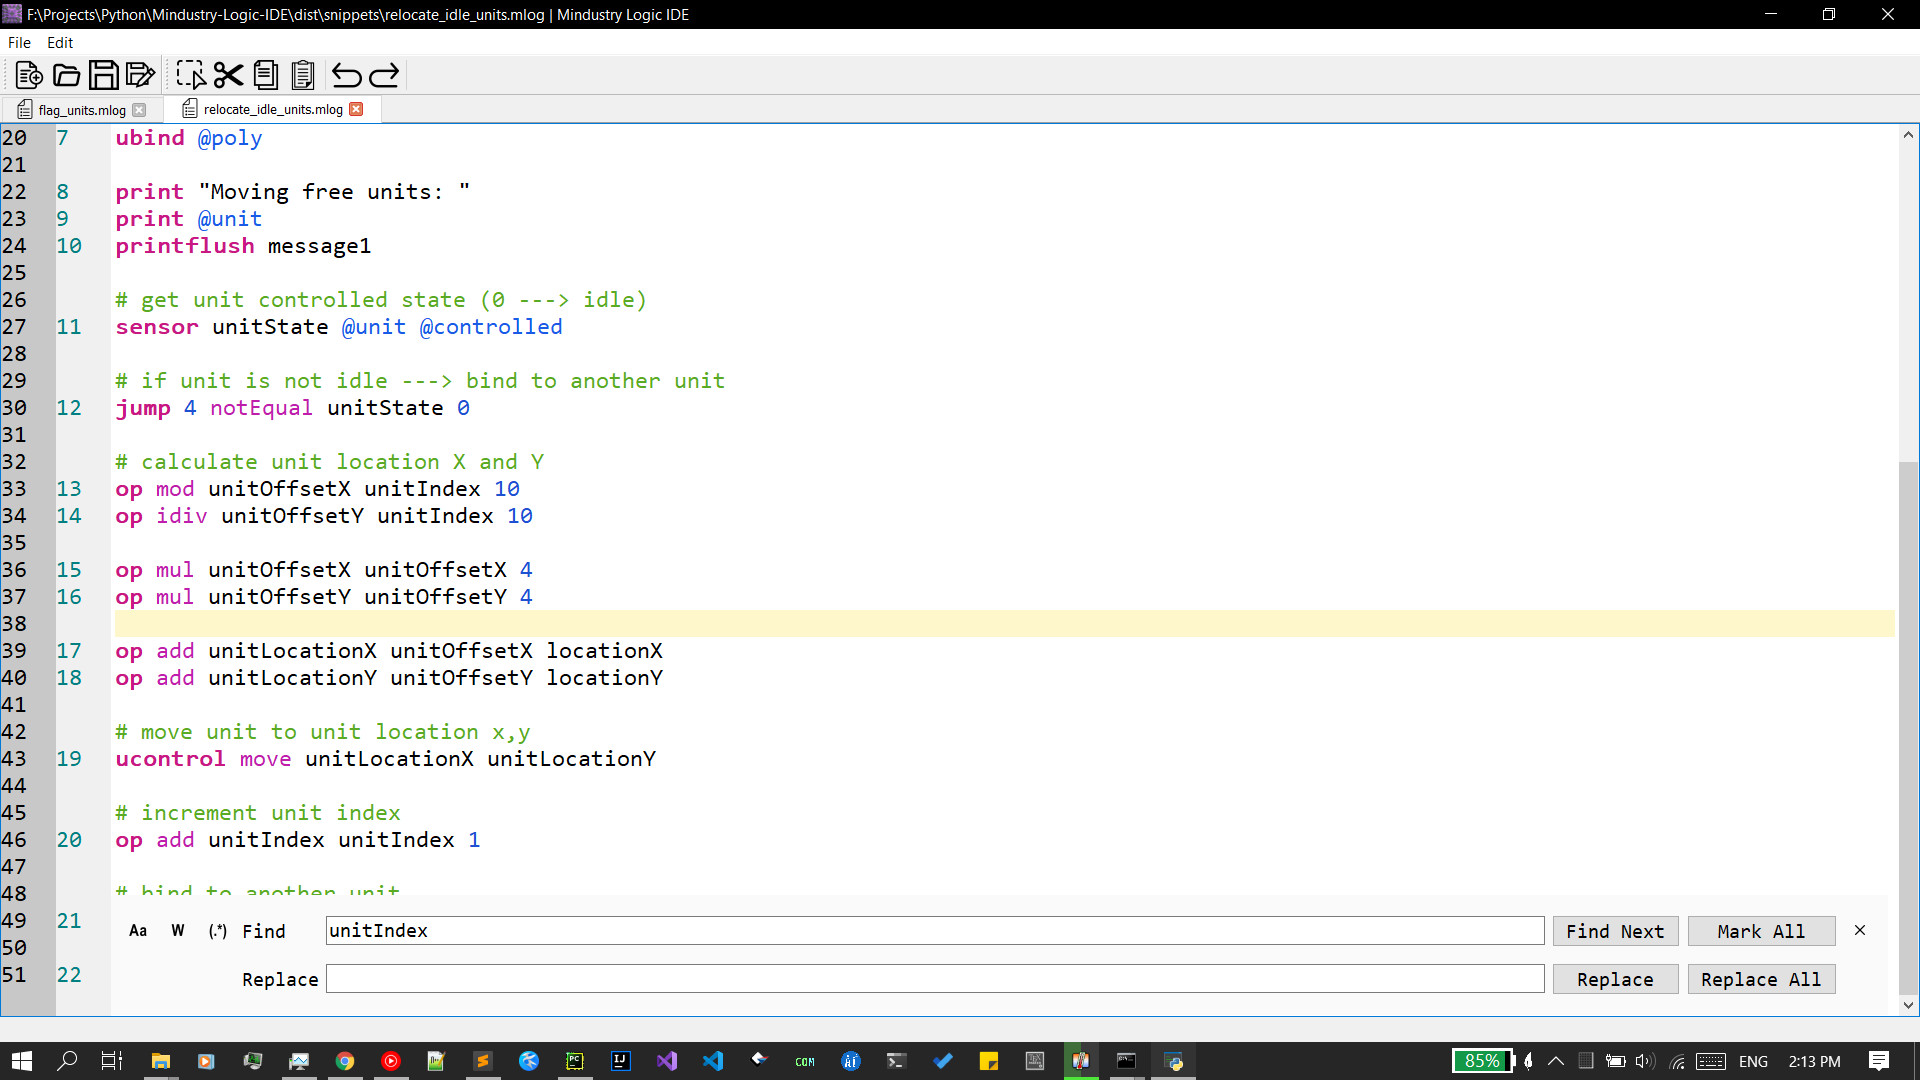 F:\Projects\Python\Mindustry-Logic-IDE\dist\snippets\relocate_idle_units.mlog | Mindustry Logic IDE
File Edit
flag_units.mlog relocate_idle_units.mlog
20 7 ubind @poly
21
22 8 print "Moving free units: "
23 9 print @unit
24 10 printflush message1
25
26 # get unit controlled state (0 ---> idle)
27 11 sensor unitState @unit @controlled
28
29 # if unit is not idle ---> bind to another unit
30 12 jump 4 notEqual unitState 0
31
32 # calculate unit location X and Y
33 13 op mod unitOffsetX unitIndex 10
34 14 op idiv unitOffsetY unitIndex 10
35
36 15 op mul unitOffsetX unitOffsetX 4
37 16 op mul unitOffsetY unitOffsetY 4
38
39 17 op add unitLocationX unitOffsetX locationX
40 18 op add unitLocationY unitOffsetY locationY
41
42 # move unit to unit location x,y
43 19 ucontrol move unitLocationX unitLocationY
44
45 # increment unit index
46 20 op add unitIndex unitIndex 1
47
48 # bind to another unit
49 21
50
51 22
Aa W (.*) Find unitIndex Find Next Mark All
Replace Replace Replace All
85% ENG 2:13 PM